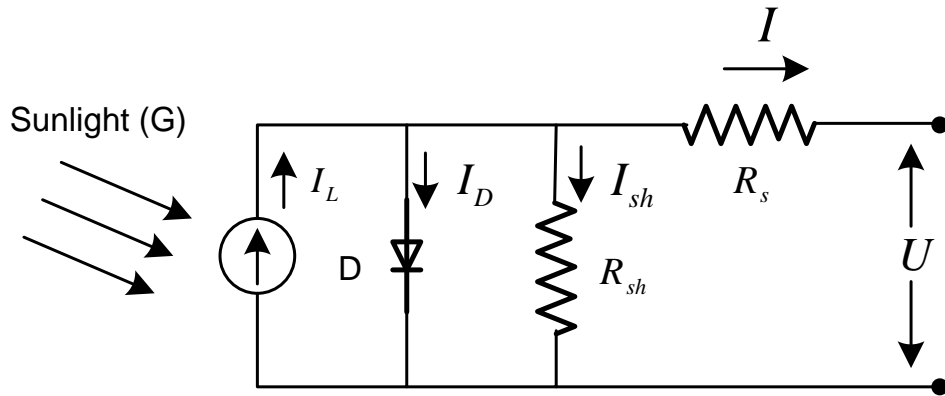 I
Sunlight (G)
I_L
I_D
I_sh
R_s
D
R_sh
U